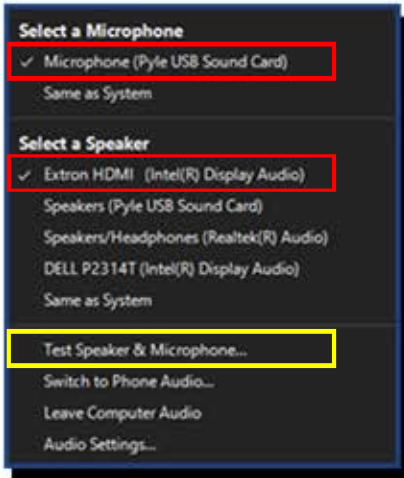 Select a Microphone
✓ Microphone (Pyle USB Sound Card)
Same as System
Select a Speaker
✓ Extron HDMI (Intel(R) Display Audio)
Speakers (Pyle USB Sound Card)
Speakers/Headphones (Realtek(R) Audio)
DELL P2314T (Intel(R) Display Audio)
Same as System
Test Speaker & Microphone...
Switch to Phone Audio...
Leave Computer Audio
Audio Settings...